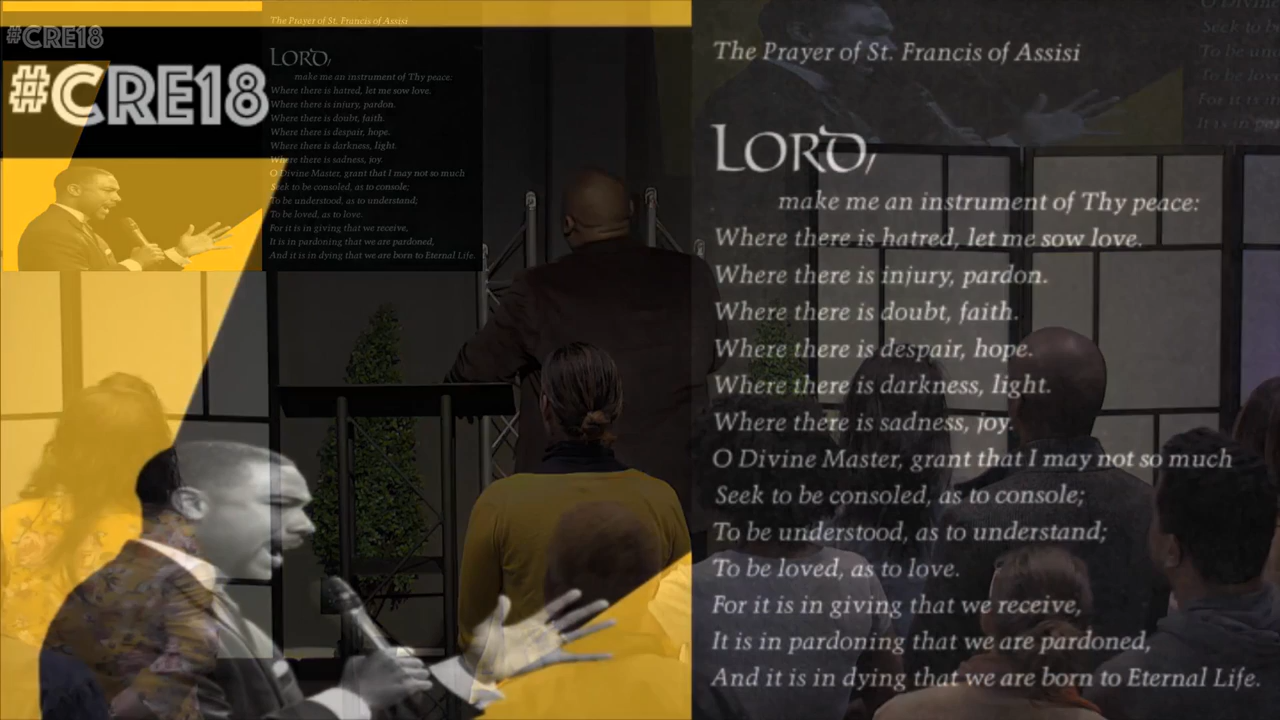 #CRE18
#CRE18
The Prayer of St. Francis of Assisi
LORD,
make me an instrument of Thy peace:
Where there is hatred, let me sow love.
Where there is injury, pardon.
Where there is doubt, faith.
Where there is despair, hope.
Where there is darkness, light.
Where there is sadness, joy.
O Divine Master, grant that I may not so much
Seek to be consoled, as to console;
To be understood, as to understand;
To be loved, as to love.
For it is in giving that we receive,
It is in pardoning that we are pardoned,
And it is in dying that we are born to Eternal Life.
The Prayer of St. Francis of Assisi
LORD,
make me an instrument of Thy peace:
Where there is hatred, let me sow love.
Where there is injury, pardon.
Where there is doubt, faith.
Where there is despair, hope.
Where there is darkness, light.
Where there is sadness, joy.
O Divine Master, grant that I may not so much
Seek to be consoled, as to console;
To be understood, as to understand;
To be loved, as to love.
For it is in giving that we receive,
It is in pardoning that we are pardoned,
And it is in dying that we are born to Eternal Life.